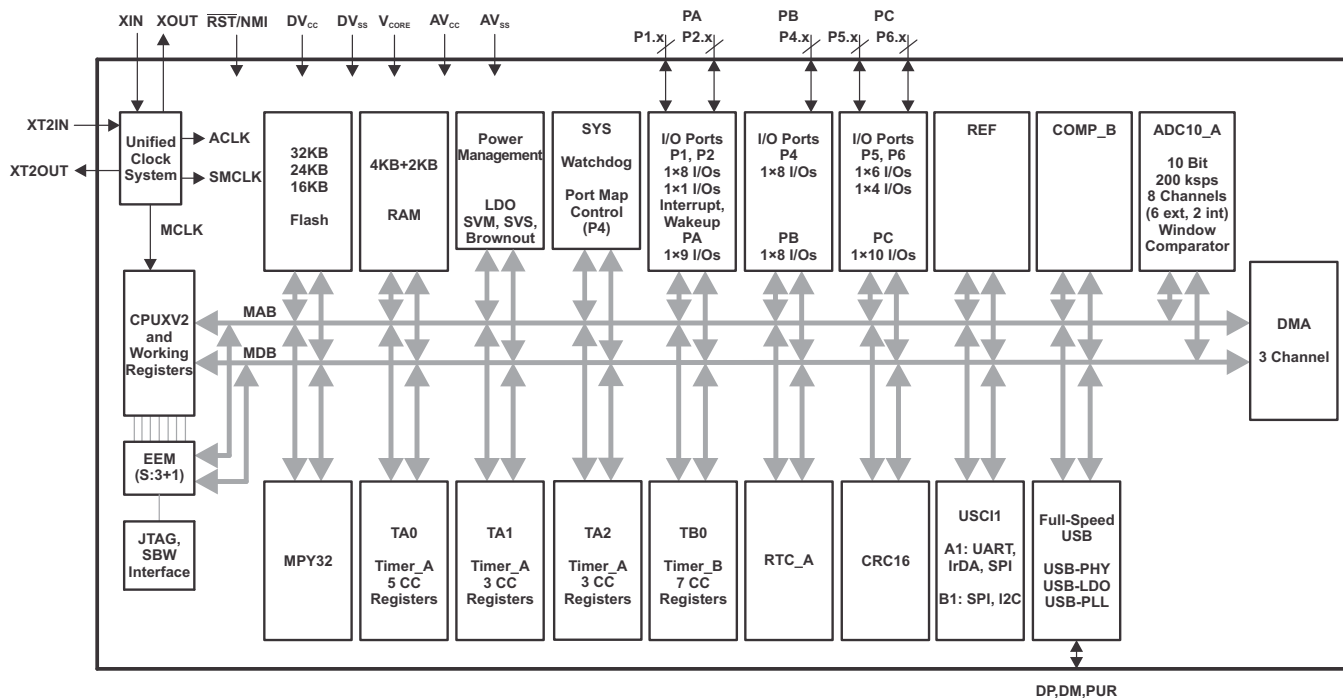 XIN
XOUT
RST/NMI
DVCC
DVSS
VCORE
AVCC
AVSS
PA
P1.x
P2.x
PB
P4.x
PC
P5.x
P6.x
XT2IN
XT2OUT
Unified
Clock
System
ACLK
SMCLK
MCLK
32KB
24KB
16KB
Flash
4KB+2KB
RAM
Power
Management
LDO
SVM, SVS,
Brownout
SYS
Watchdog
Port Map
Control
(P4)
I/O Ports
P1, P2
1×8 I/Os
1×1 I/Os
Interrupt,
Wakeup
PA
1×9 I/Os
I/O Ports
P4
1×8 I/Os
PB
1×8 I/Os
I/O Ports
P5, P6
1×6 I/Os
1×4 I/Os
PC
1×10 I/Os
REF
COMP_B
ADC10_A
10 Bit
200 ksps
8 Channels
(6 ext, 2 int)
Window
Comparator
CPUXV2
and
Working
Registers
MAB
MDB
DMA
3 Channel
EEM
(S:3+1)
JTAG,
SBW
Interface
MPY32
TA0
Timer_A
5 CC
Registers
TA1
Timer_A
3 CC
Registers
TA2
Timer_A
3 CC
Registers
TB0
Timer_B
7 CC
Registers
RTC_A
CRC16
USCI1
A1: UART,
IrDA, SPI
B1: SPI, I2C
Full-Speed
USB
USB-PHY
USB-LDO
USB-PLL
DP,DM,PUR